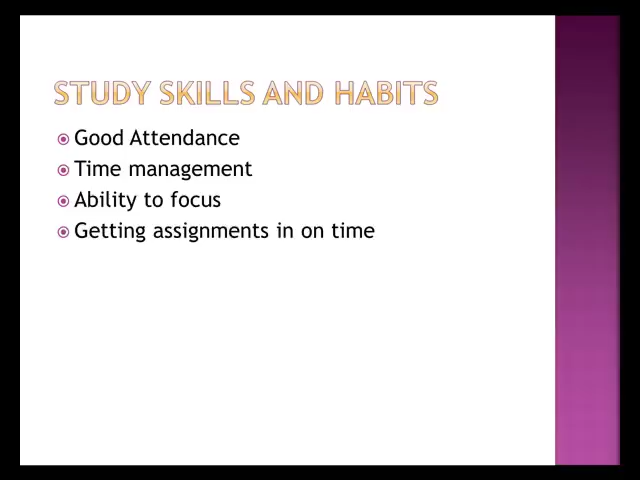 STUDY SKILLS AND HABITS
Good Attendance
Time management
Ability to focus
Getting assignments in on time